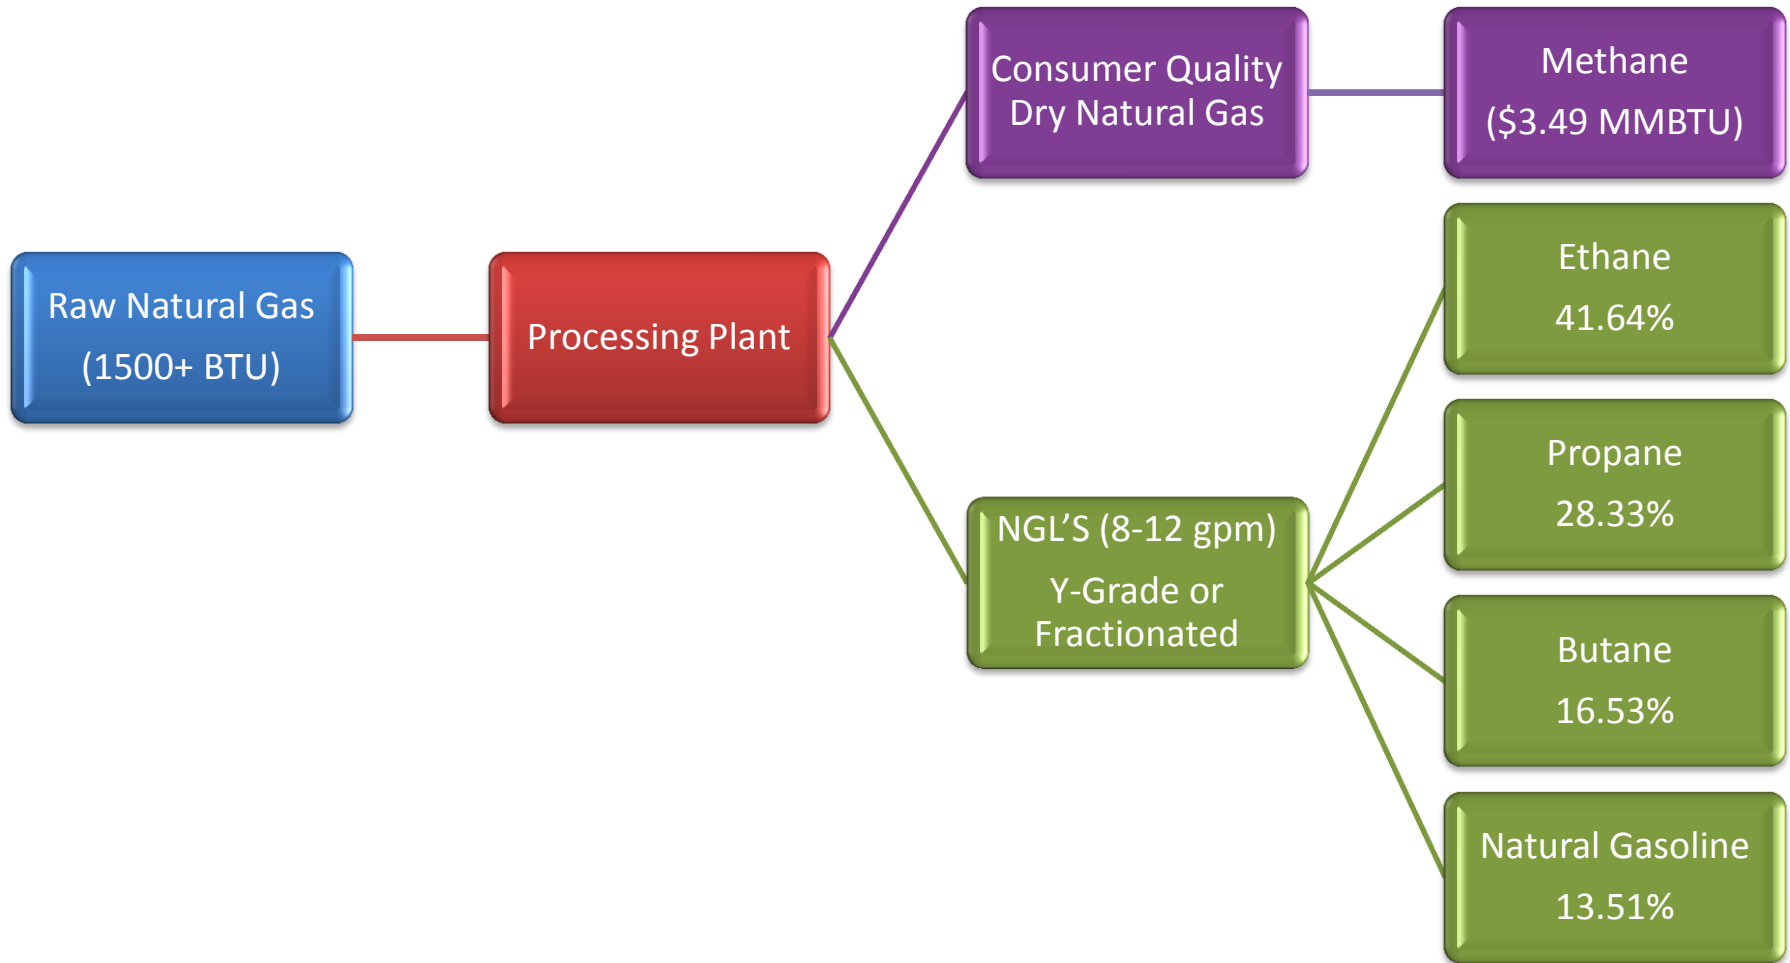 Raw Natural Gas
(1500+ BTU)
Processing Plant
Consumer Quality
Dry Natural Gas
Methane
($3.49 MMBTU)
NGL’S (8-12 gpm)
Y-Grade or
Fractionated
Ethane
41.64%
Propane
28.33%
Butane
16.53%
Natural Gasoline
13.51%